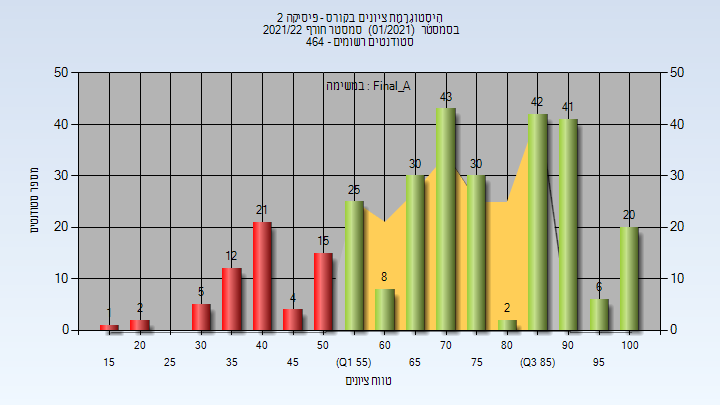 היסטוגרמת ציונים בקורס - פיסיקה 2
בסמסטר (01/2021) סמסטר חורף 2021/22
סטודנטים רשומים - 464
במשימה : Final_A
50 50
40 40
30 30
20 20
10 10
0 0
מספר סטודנטים
1 2 5 12 21 4 15 25 8 30 43 30 2 42 41 6 20
20 30 40 50 60 70 80 90 100
15 25 35 45 (Q1 55) 65 75 (Q3 85) 95
טווח ציונים